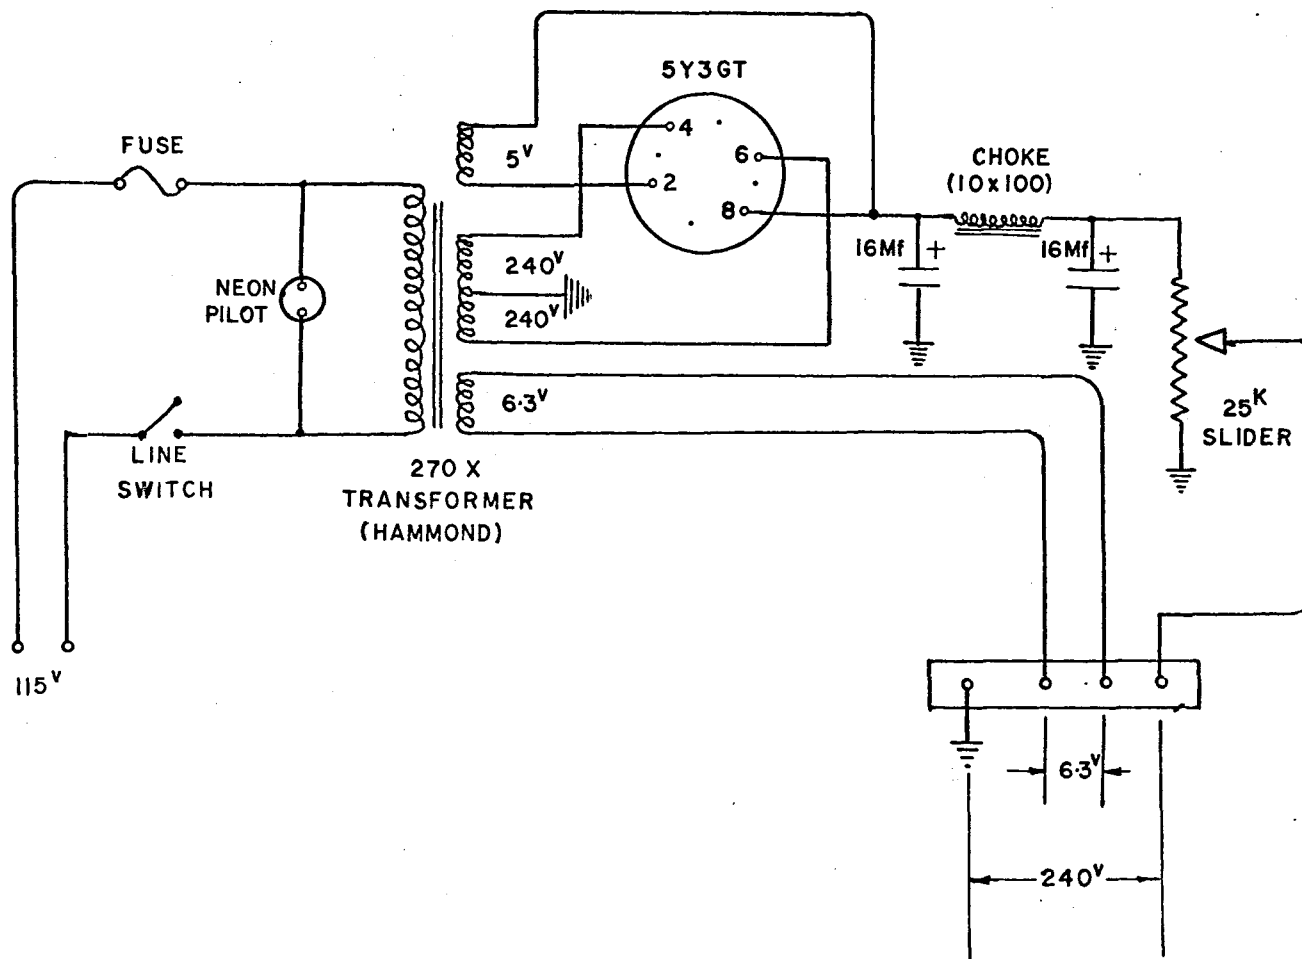 5Y3GT
FUSE
4
5V
6
2
8
CHOKE
(10x100)
16Mf +
16Mf +
240V
240V
NEON
PILOT
6.3V
25K
SLIDER
LINE
SWITCH
270 X
TRANSFORMER
(HAMMOND)
115V
6.3V
240V